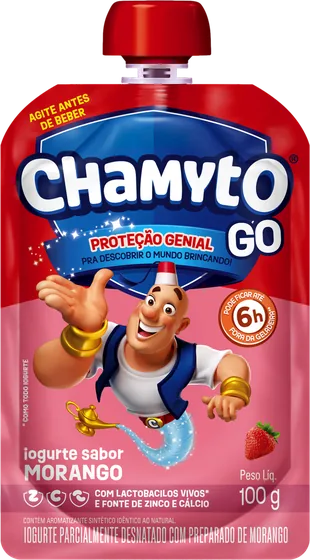 AGITE ANTES
DE BEBER
CHAMYTO®
GO
PROTEÇÃO GENIAL
PRA DESCOBRIR O MUNDO BRINCANDO!
PODE FICAR ATÉ
6h
FORA DA GELADEIRA*
*COMO TODO IOGURTE
iogurte sabor
MORANGO
COM LACTOBACILOS VIVOS*
E FONTE DE ZINCO E CÁLCIO
Peso Líq.
100 g
CONTÉM AROMATIZANTE SINTÉTICO IDÊNTICO AO NATURAL.
IOGURTE PARCIALMENTE DESNATADO COM PREPARADO DE MORANGO